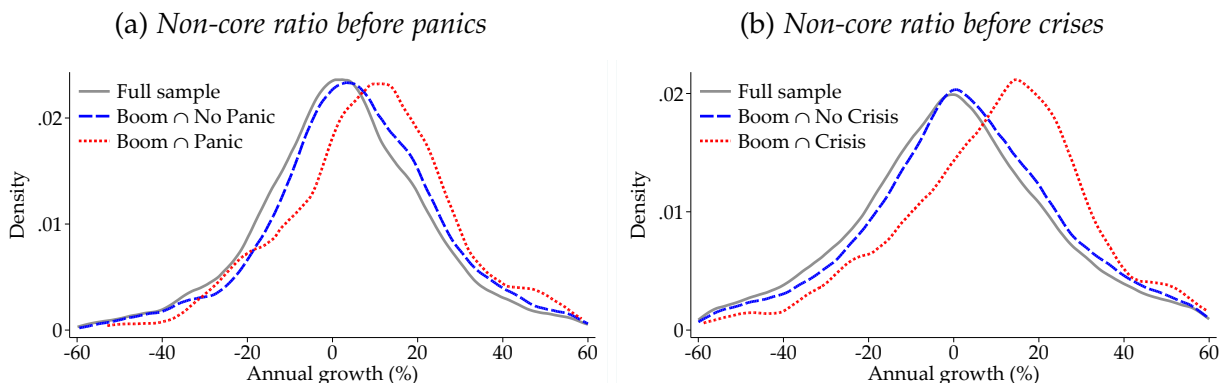 (a) Non-core ratio before panics
Full sample
Boom ∩ No Panic
Boom ∩ Panic
Density
.02
.01
0
-60 -40 -20 0 20 40 60
Annual growth (%)
(b) Non-core ratio before crises
Full sample
Boom ∩ No Crisis
Boom ∩ Crisis
Density
.02
.01
0
-60 -40 -20 0 20 40 60
Annual growth (%)